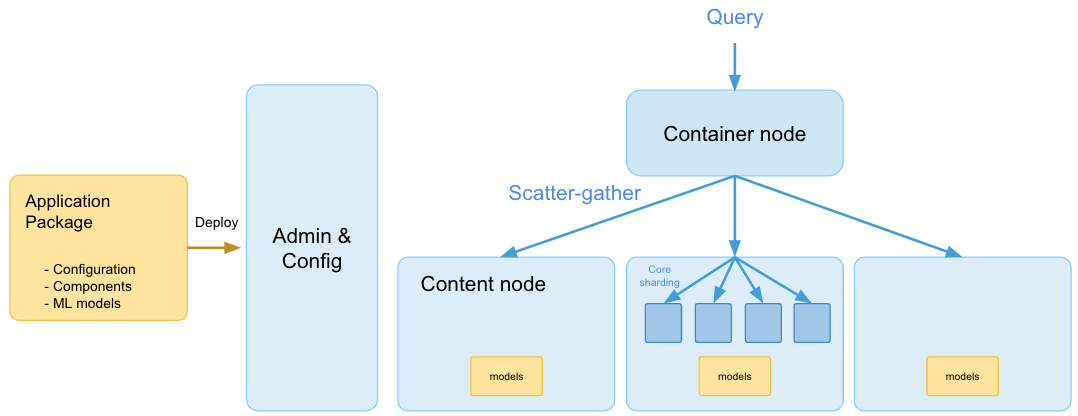 Query
Container node
Scatter-gather
Application
Package
- Configuration
- Components
- ML models
Deploy
Admin &
Config
Content node
Core
sharding
models
models
models